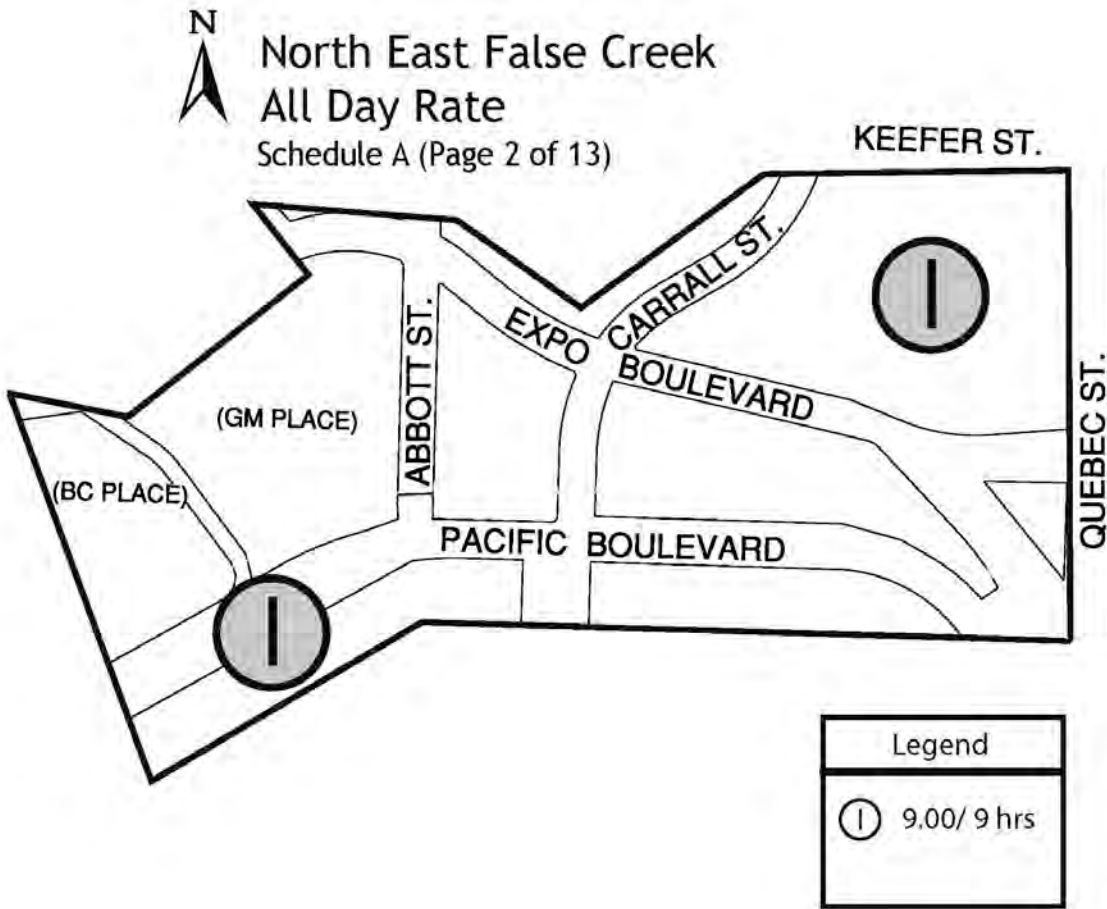 N
North East False Creek
All Day Rate
Schedule A (Page 2 of 13)
KEEFER ST.
I
CARRALL ST.
EXPO BOULEVARD
ABBOTT ST.
(GM PLACE)
QUEBEC ST.
(BC PLACE)
PACIFIC BOULEVARD
I
Legend
I 9.00/ 9 hrs